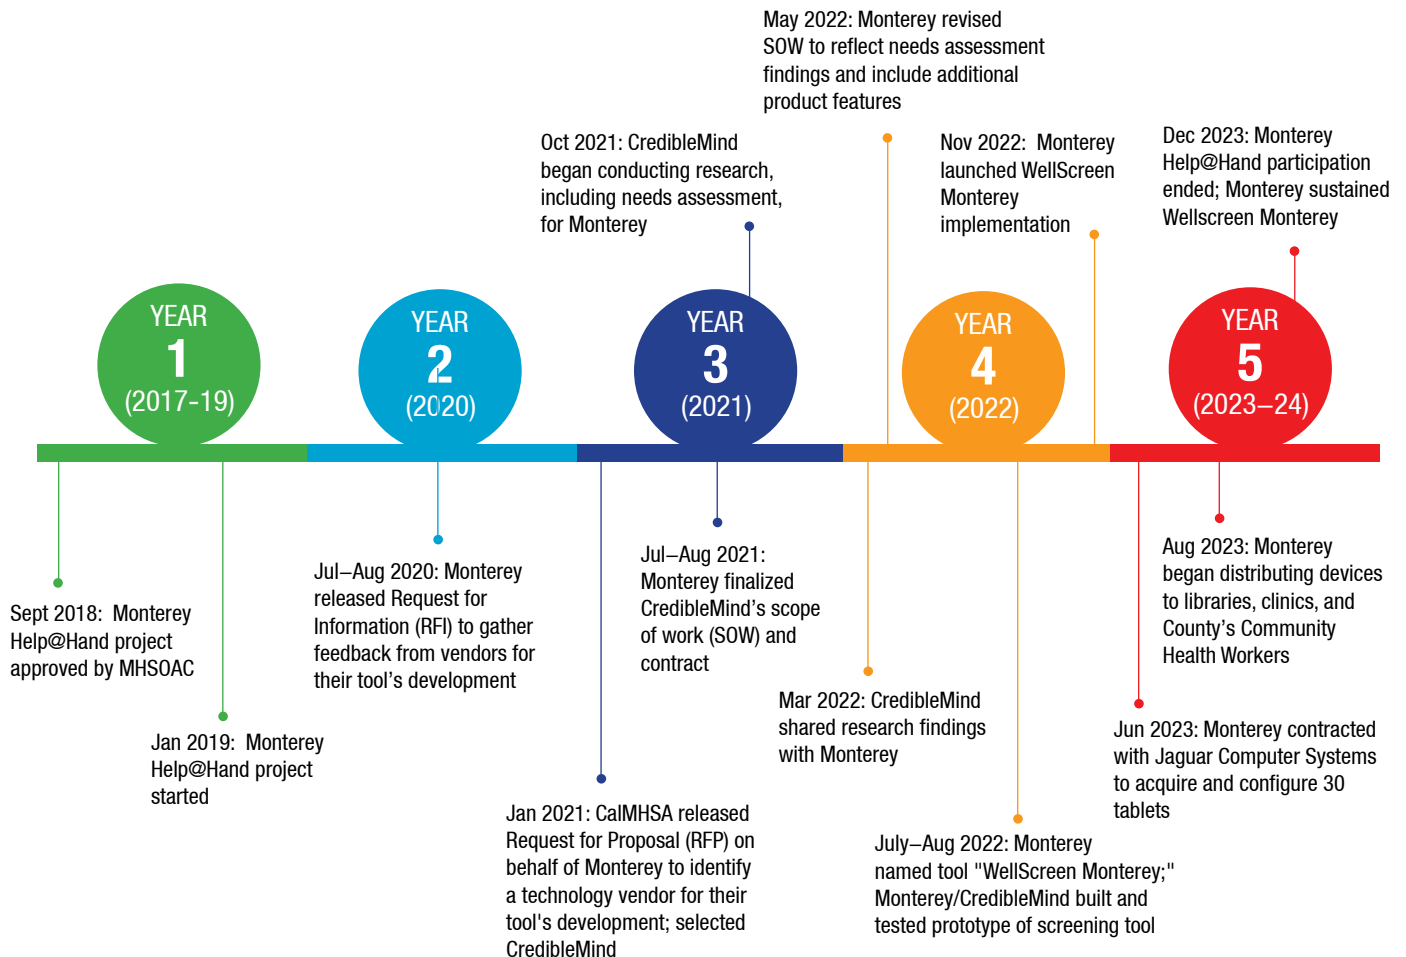 May 2022: Monterey revised
SOW to reflect needs assessment
findings and include additional
product features
Oct 2021: CredibleMind
began conducting research,
including needs assessment,
for Monterey
Nov 2022:  Monterey
launched WellScreen
Monterey
implementation
Dec 2023: Monterey
Help@Hand participation
ended; Monterey sustained
Wellscreen Monterey
YEAR
1
(2017-19)
YEAR
2
(2020)
YEAR
3
(2021)
YEAR
4
(2022)
YEAR
5
(2023–24)
Sept 2018:  Monterey
Help@Hand project
approved by MHSOAC
Jan 2019:  Monterey
Help@Hand project
started
Jul–Aug 2020: Monterey
released Request for
Information (RFI) to gather
feedback from vendors for
their tool’s development
Jan 2021: CalMHSA released
Request for Proposal (RFP) on
behalf of Monterey to identify
a technology vendor for their
tool's development; selected
CredibleMind
Jul–Aug 2021:
Monterey finalized
CredibleMind’s scope
of work (SOW) and
contract
Mar 2022: CredibleMind
shared research findings
with Monterey
July–Aug 2022: Monterey
named tool "WellScreen Monterey;"
Monterey/CredibleMind built and
tested prototype of screening tool
Jun 2023: Monterey contracted
with Jaguar Computer Systems
to acquire and configure 30
tablets
Aug 2023: Monterey
began distributing devices
to libraries, clinics, and
County’s Community
Health Workers